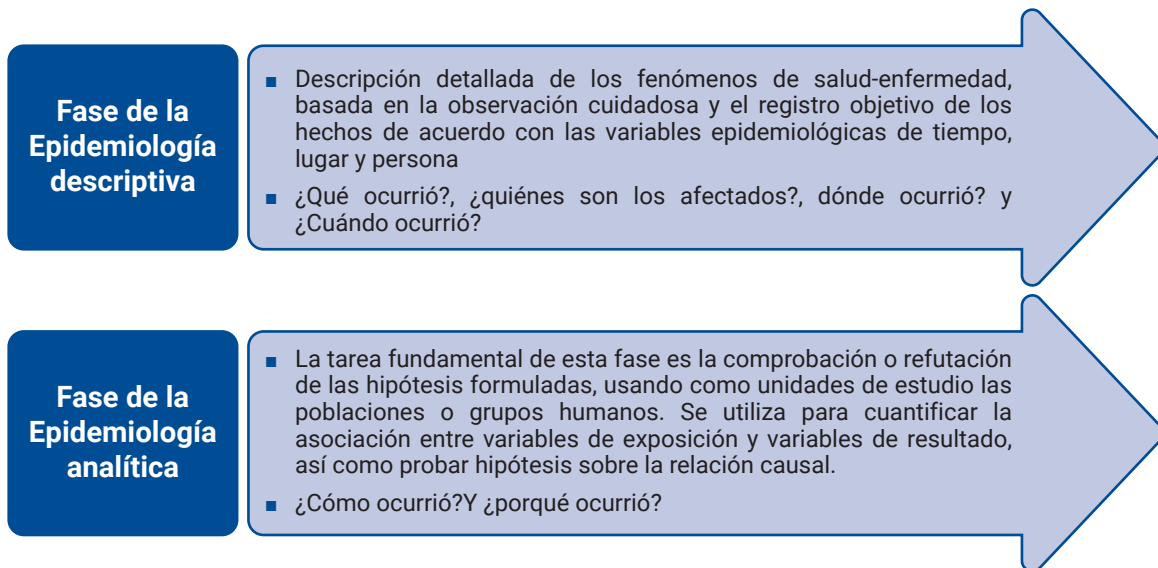 Fase de la
Epidemiología
descriptiva
▪ Descripción detallada de los fenómenos de salud-enfermedad,
basada en la observación cuidadosa y el registro objetivo de los
hechos de acuerdo con las variables epidemiológicas de tiempo,
lugar y persona
▪ ¿Qué ocurrió?, ¿quiénes son los afectados?, dónde ocurrió? y
¿Cuándo ocurrió?
Fase de la
Epidemiología
analítica
▪ La tarea fundamental de esta fase es la comprobación o refutación
de las hipótesis formuladas, usando como unidades de estudio las
poblaciones o grupos humanos. Se utiliza para cuantificar la
asociación entre variables de exposición y variables de resultado,
así como probar hipótesis sobre la relación causal.
▪ ¿Cómo ocurrió?Y ¿porqué ocurrió?